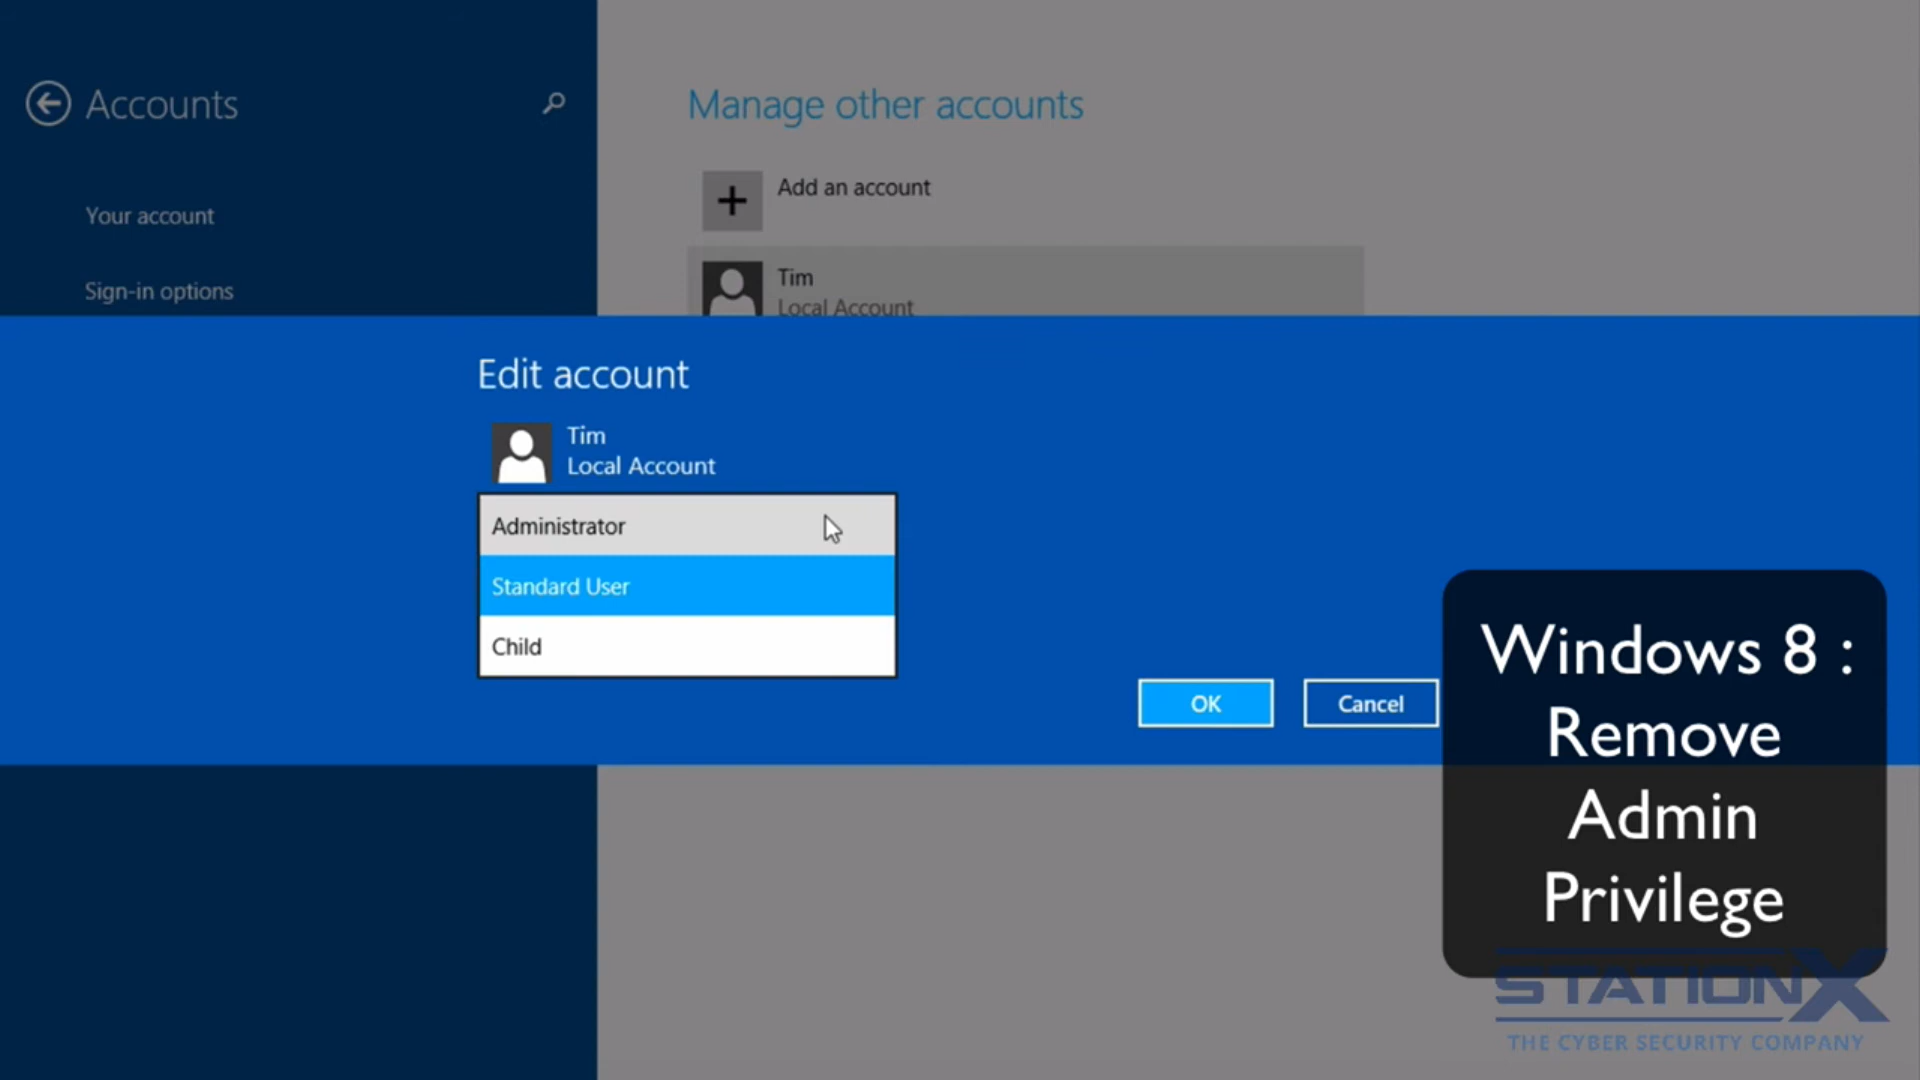 Accounts
Your account
Sign-in options
Manage other accounts
Add an account
Tim
Local Account
Edit account
Tim
Local Account
Administrator
Standard User
Child
OK
Cancel
Windows 8 :
Remove
Admin
Privilege
STATIONX
THE CYBER SECURITY COMPANY